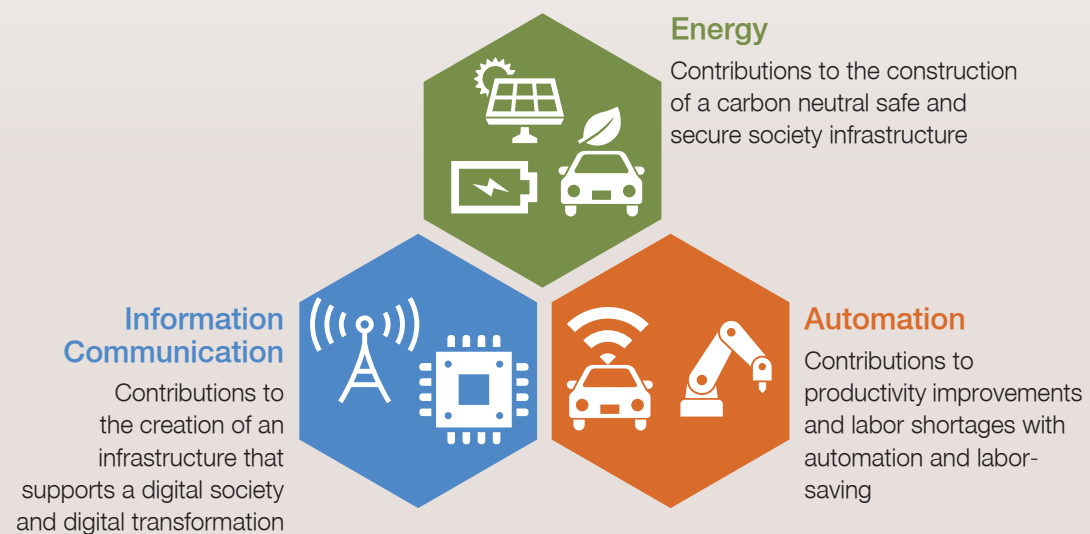 Energy
Contributions to the construction
of a carbon neutral safe and
secure society infrastructure
Information
Communication
Contributions to
the creation of an
infrastructure that
supports a digital society
and digital transformation
Automation
Contributions to
productivity improvements
and labor shortages with
automation and labor-
saving